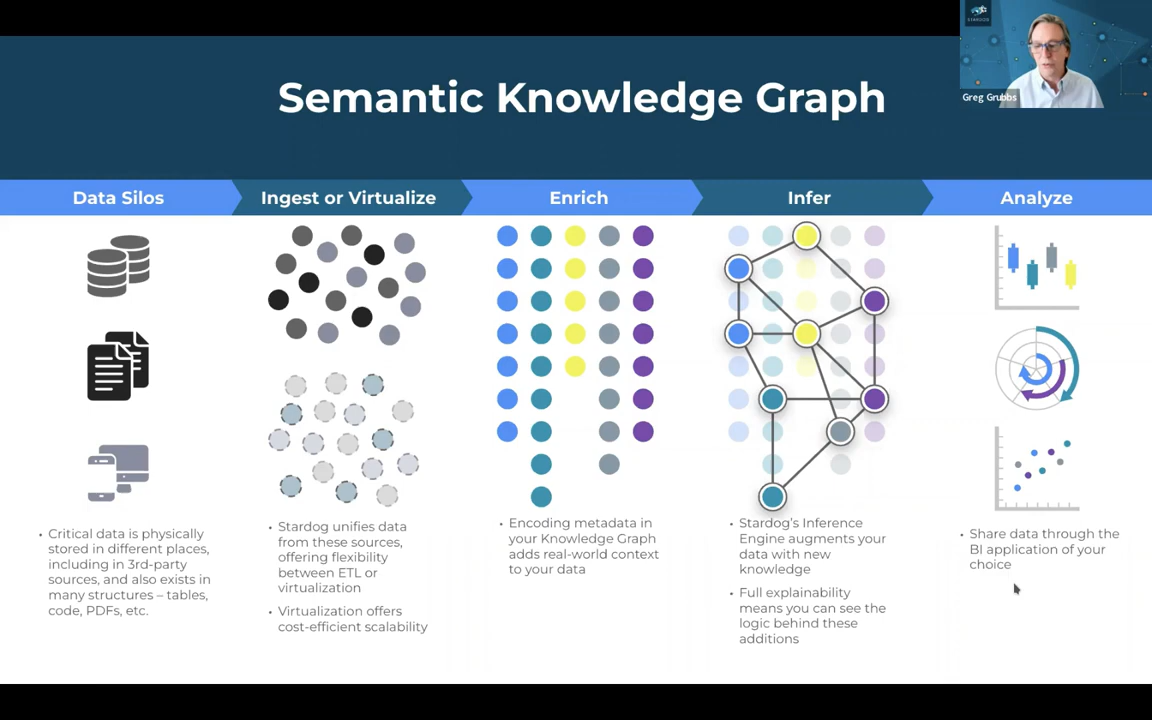 STARDOG
Greg Grubbs
Semantic Knowledge Graph
Data Silos
Ingest or Virtualize
Enrich
Infer
Analyze
• Critical data is physically
stored in different places,
including in 3rd-party
sources, and also exists in
many structures – tables,
code, PDFs, etc.
• Stardog unifies data
from these sources,
offering flexibility
between ETL or
virtualization
• Virtualization offers
cost-efficient scalability
• Encoding metadata in
your Knowledge Graph
adds real-world context
to your data
• Stardog's Inference
Engine augments your
data with new
knowledge
• Full explainability
means you can see the
logic behind these
additions
• Share data through the
BI application of your
choice